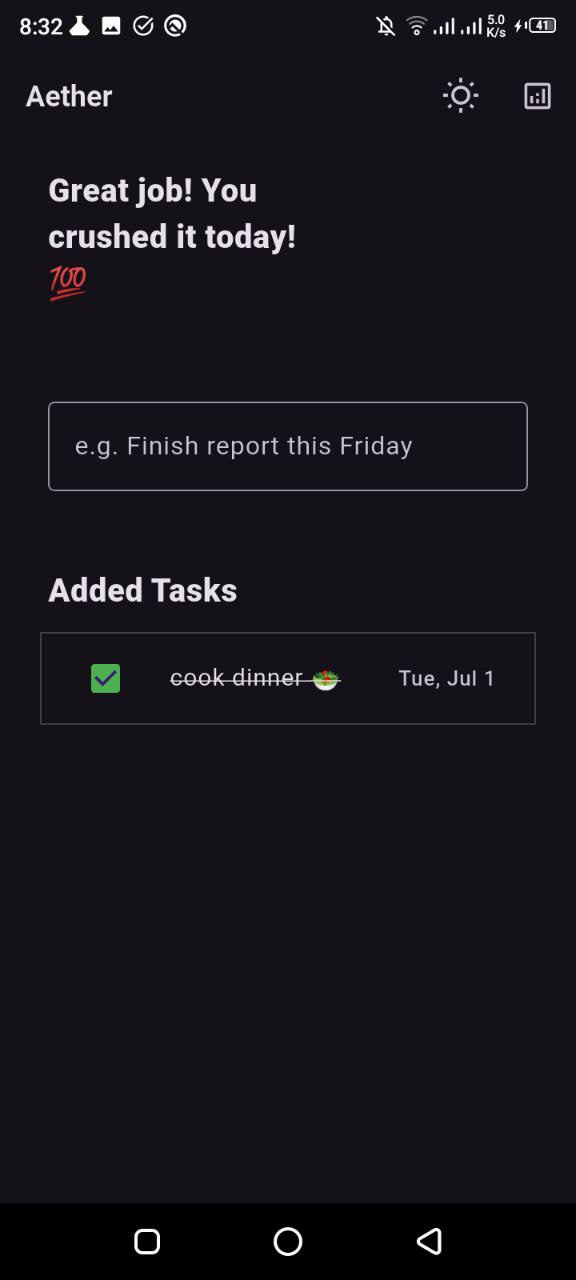 8:32 5.0 K/s 41
Aether
Great job! You
crushed it today!
💯
e.g. Finish report this Friday
Added Tasks
cook dinner 🥗 Tue, Jul 1